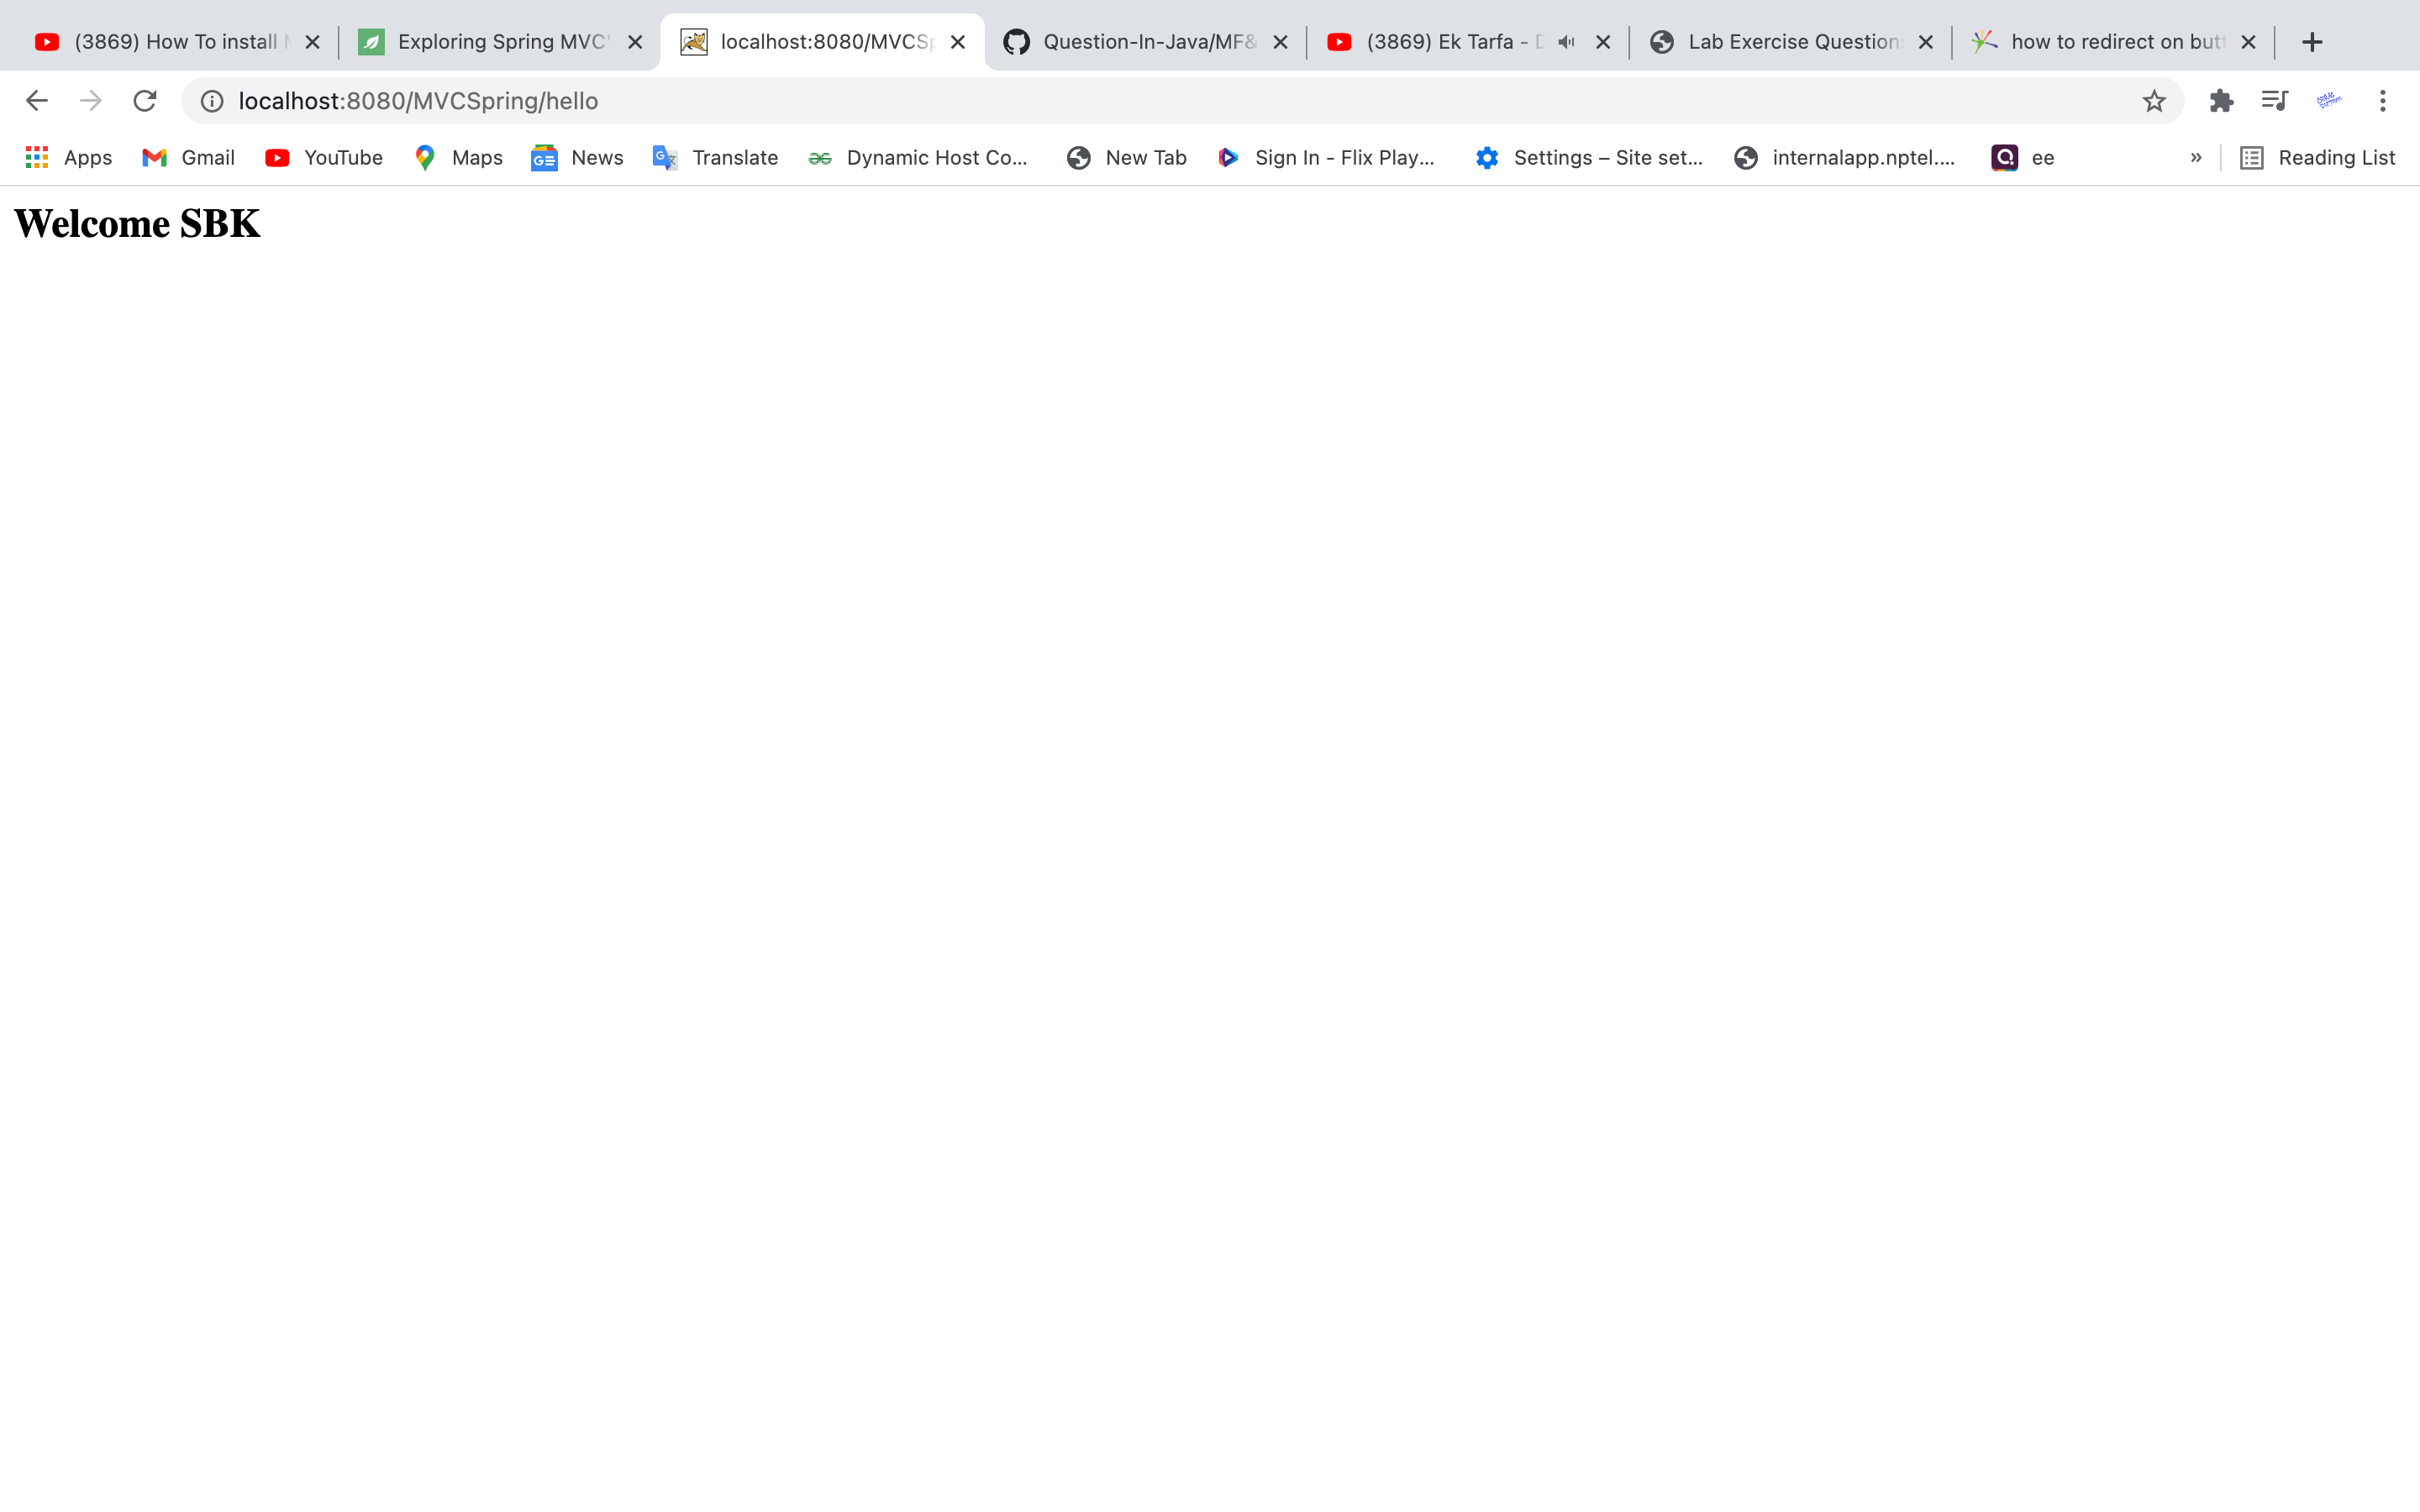 (3869) How To install Exploring Spring MVC' localhost:8080/MVCSp Question-In-Java/MF& (3869) Ek Tarfa - Lab Exercise Questions how to redirect on butt
localhost:8080/MVCSpring/hello
Apps Gmail YouTube Maps News Translate Dynamic Host Co... New Tab Sign In - Flix Play... Settings – Site set... internalapp.nptel.... ee » Reading List
Welcome SBK